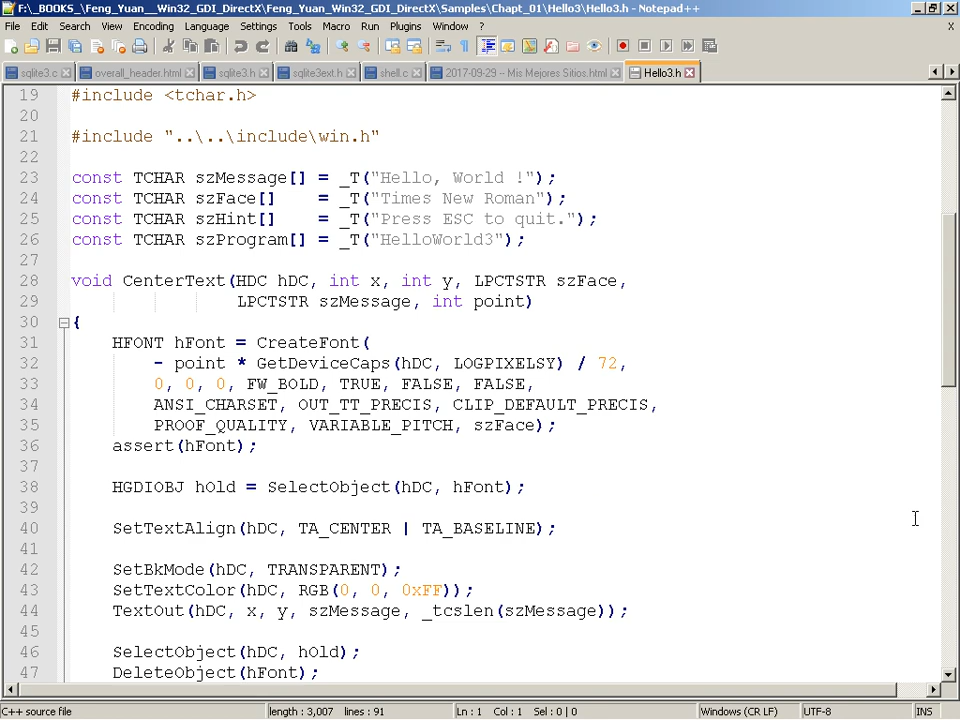 F:\_BOOKS_\Feng_Yuan__Win32_GDI_DirectX\Feng_Yuan_Win32_GDI_DirectX\Samples\Chapt_01\Hello3\Hello3.h - Notepad++
File Edit Search View Encoding Language Settings Tools Macro Run Plugins Window ? X
sqlite3.c overall_header.html sqlite3.h sqlite3ext.h shell.c 2017-09-29 - Mis Mejores Sitios.html Hello3.h
19 #include <tchar.h>
20
21 #include "..\..\include\win.h"
22
23 const TCHAR szMessage[] = _T("Hello, World !");
24 const TCHAR szFace[]    = _T("Times New Roman");
25 const TCHAR szHint[]    = _T("Press ESC to quit.");
26 const TCHAR szProgram[] = _T("HelloWorld3");
27
28 void CenterText(HDC hDC, int x, int y, LPCTSTR szFace,
29                 LPCTSTR szMessage, int point)
30 {
31     HFONT hFont = CreateFont(
32         - point * GetDeviceCaps(hDC, LOGPIXELSY) / 72,
33         0, 0, 0, FW_BOLD, TRUE, FALSE, FALSE,
34         ANSI_CHARSET, OUT_TT_PRECIS, CLIP_DEFAULT_PRECIS,
35         PROOF_QUALITY, VARIABLE_PITCH, szFace);
36     assert(hFont);
37
38     HGDIOBJ hOld = SelectObject(hDC, hFont);
39
40     SetTextAlign(hDC, TA_CENTER | TA_BASELINE);
41
42     SetBkMode(hDC, TRANSPARENT);
43     SetTextColor(hDC, RGB(0, 0, 0xFF));
44     TextOut(hDC, x, y, szMessage, _tcslen(szMessage));
45
46     SelectObject(hDC, hOld);
47     DeleteObject(hFont);
C++ source file length : 3,007 lines : 91 Ln : 1 Col : 1 Sel : 0 | 0 Windows (CR LF) UTF-8 INS